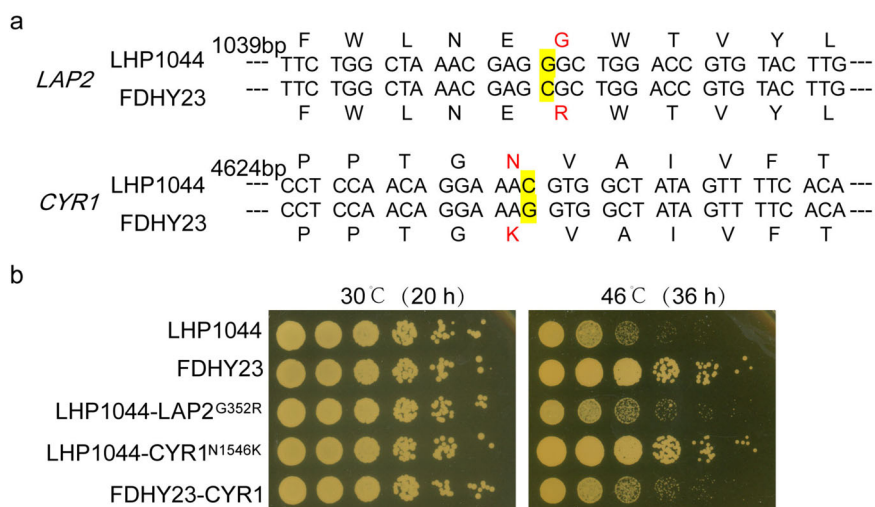 a
1039bp F W L N E G W T V Y L
LHP1044 --- TTC TGG CTA AAC GAG GGC TGG ACC GTG TAC TTG ---
LAP2
FDHY23 --- TTC TGG CTA AAC GAG CGC TGG ACC GTG TAC TTG ---
F W L N E R W T V Y L
4624bp P P T G N V A I V F T
LHP1044 --- CCT CCA ACA GGA AAC GTG GCT ATA GTT TTC ACA ---
CYR1
FDHY23 --- CCT CCA ACA GGA AAG GTG GCT ATA GTT TTC ACA ---
P P T G K V A I V F T
b
30℃ (20 h) 46℃ (36 h)
LHP1044
FDHY23
LHP1044-LAP2G352R
LHP1044-CYR1N1546K
FDHY23-CYR1